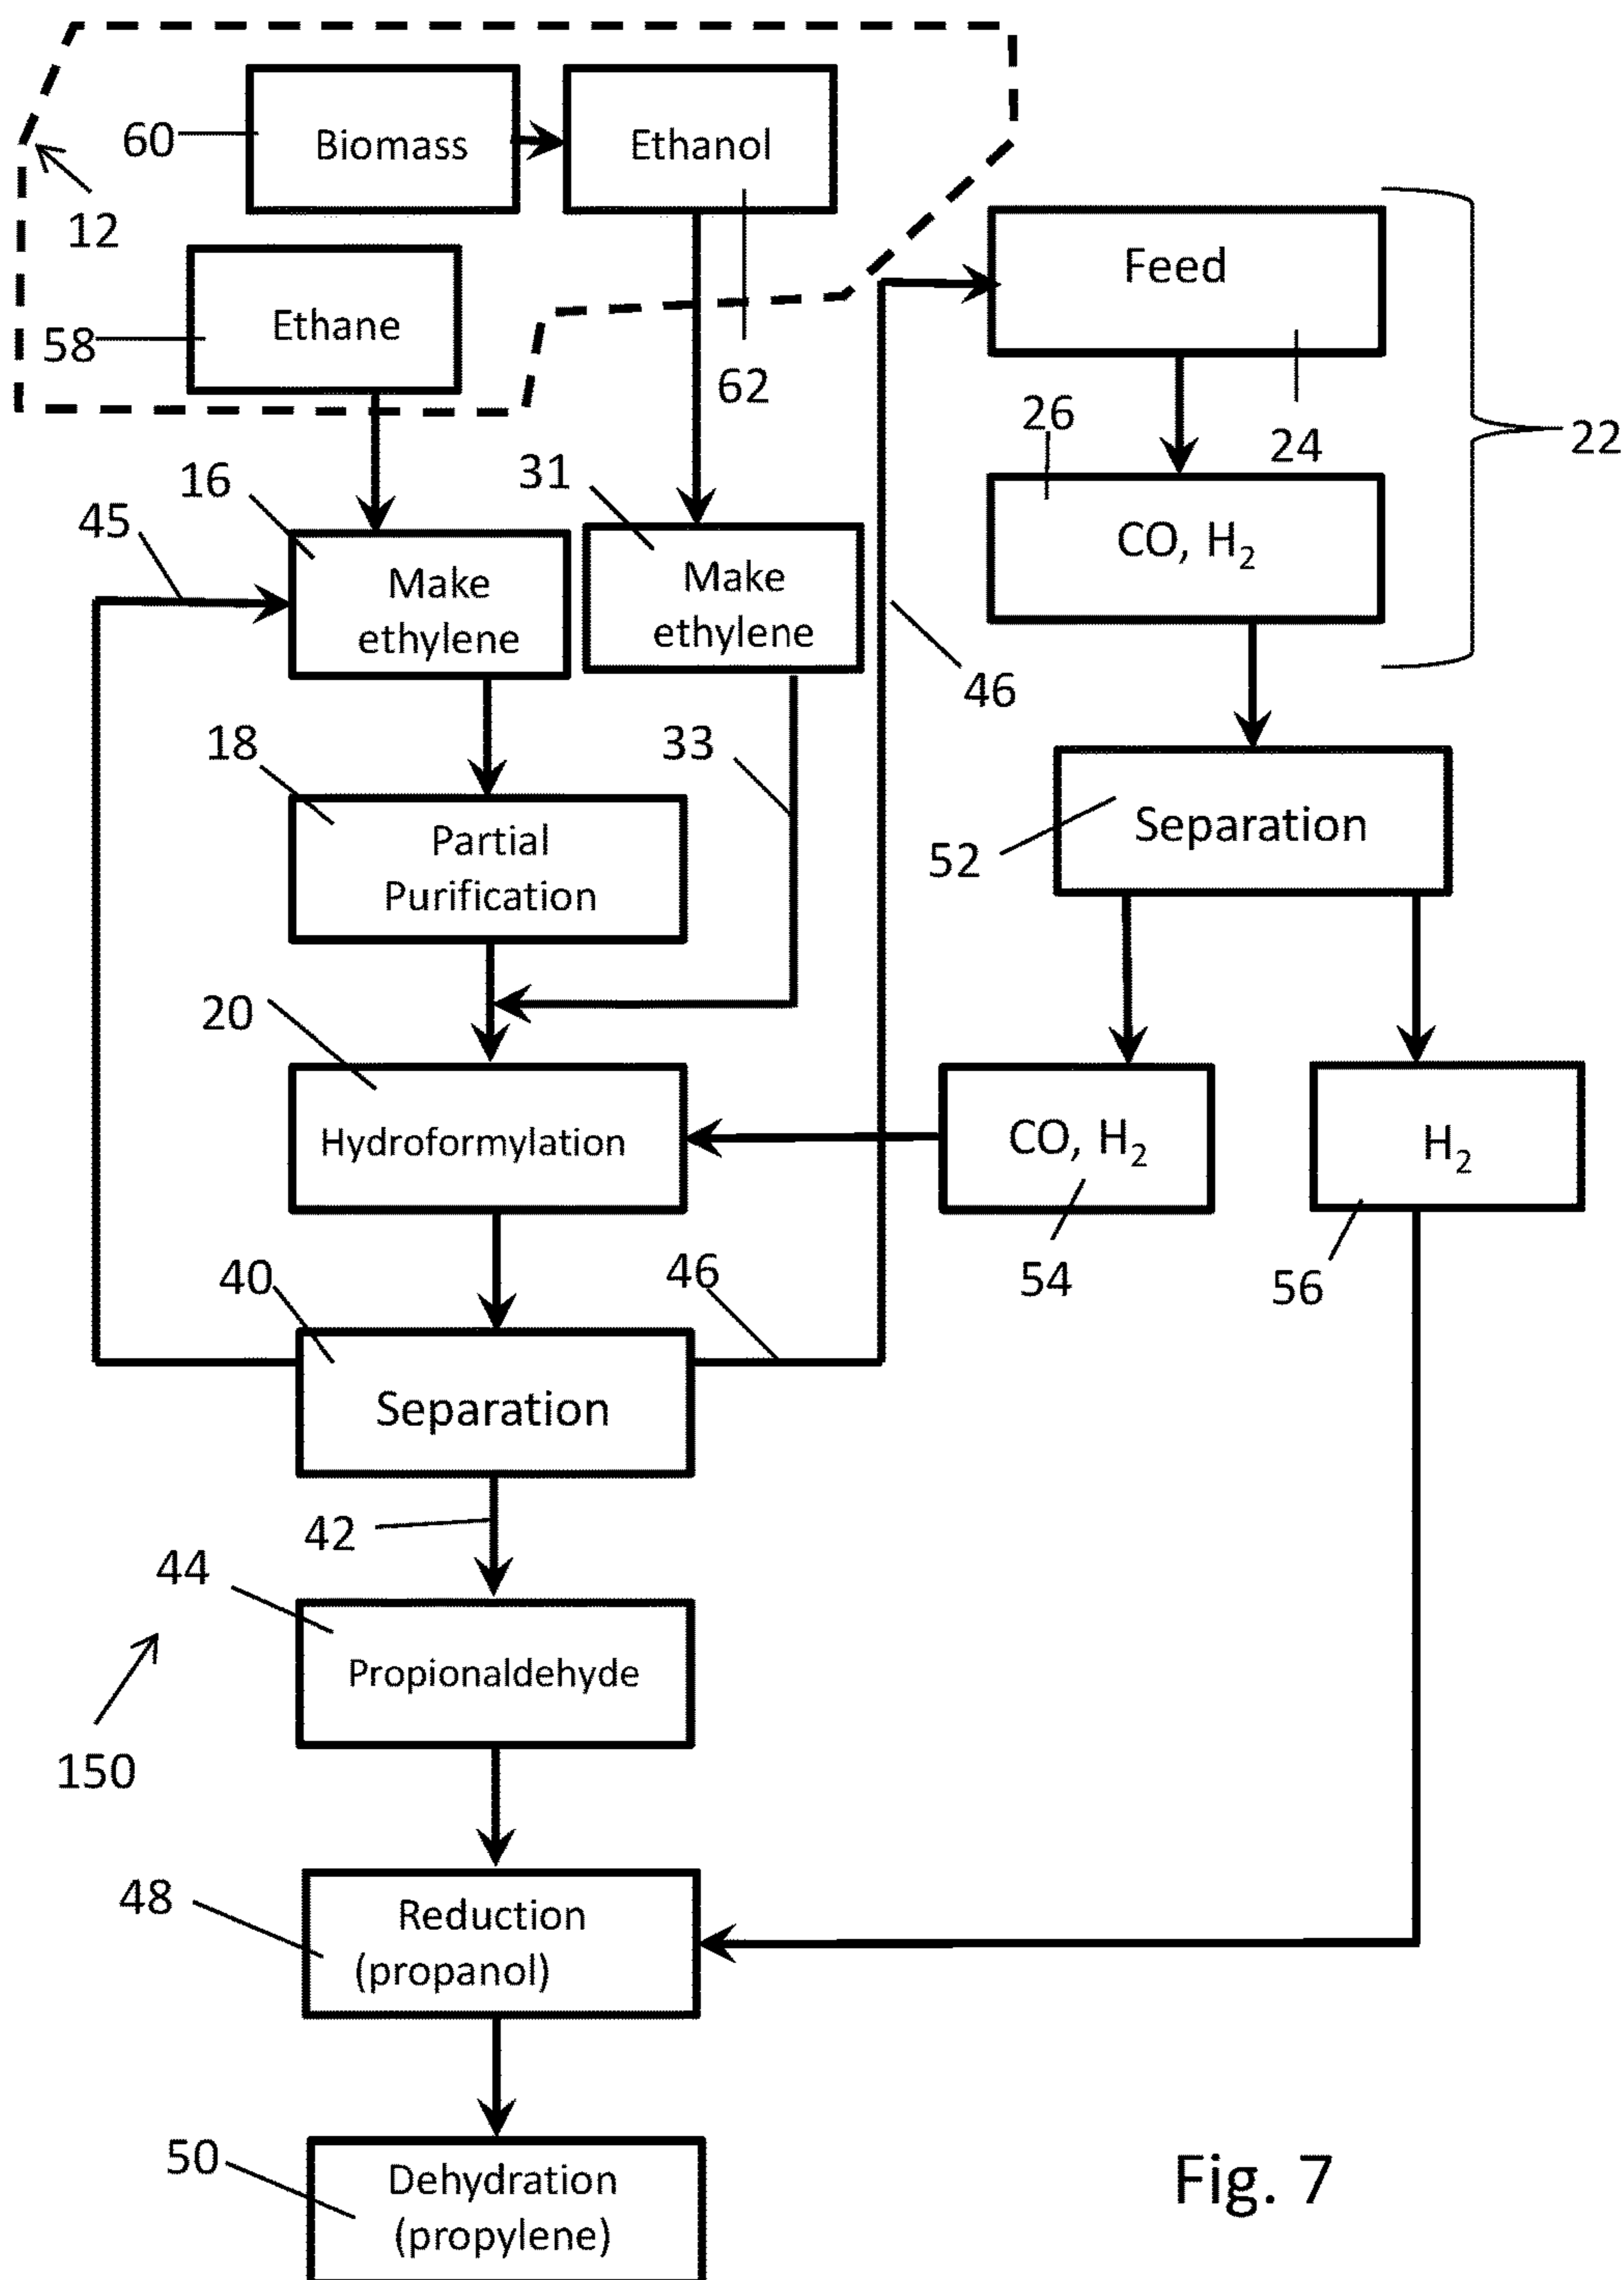 60
Biomass
Ethanol
12
Feed
58
Ethane
62
26
24
22
16
31
45
CO, H₂
Make
ethylene
Make
ethylene
46
18
33
Partial
Purification
52
Separation
20
Hydroformylation
CO, H₂
H₂
40
46
54
56
Separation
42
44
Propionaldehyde
150
48
Reduction
(propanol)
50
Dehydration
(propylene)
Fig. 7